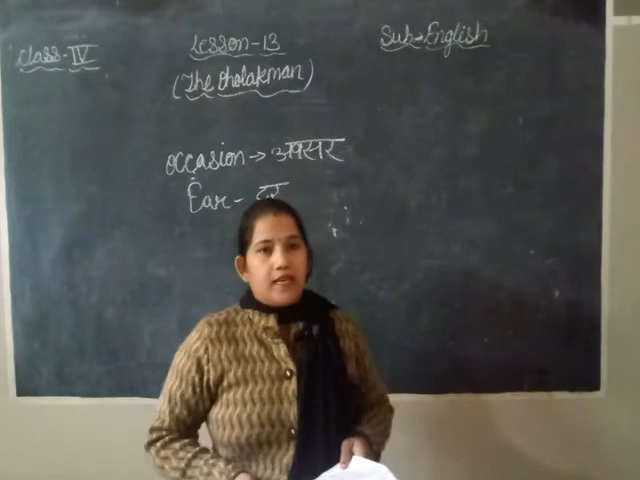 Class-IV
Lesson-13
Sub-English
(The Dholakman)
Occasion → अवसर
Ear -